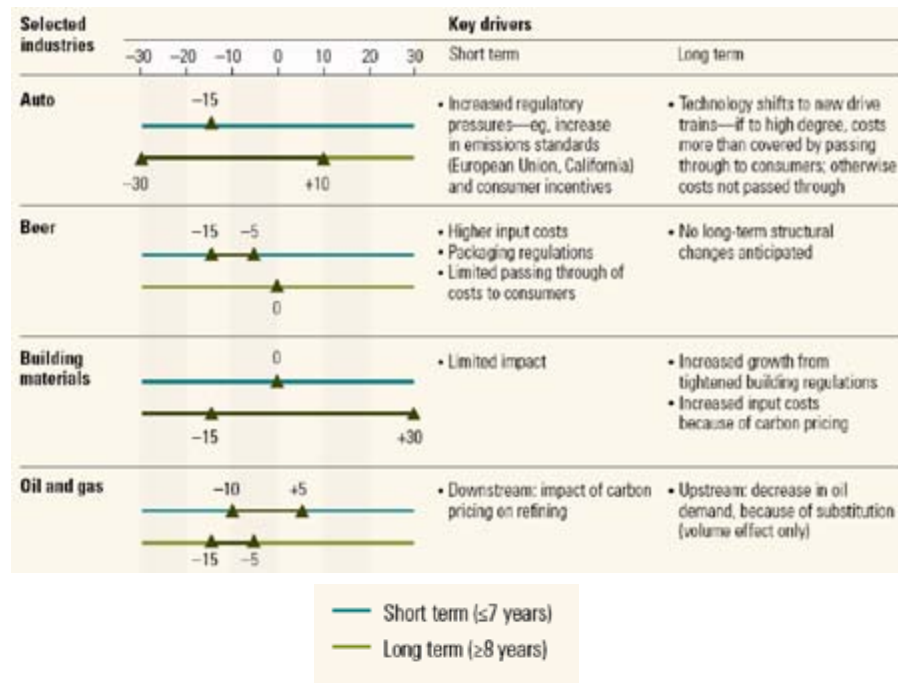 Selected
industries
Key drivers
−30 −20 −10 0 10 20 30
Short term
Long term
Auto
−15
−30
+10
• Increased regulatory
pressures—eg, increase
in emissions standards
(European Union, California)
and consumer incentives
• Technology shifts to new drive
trains—if to high degree, costs
more than covered by passing
through to consumers; otherwise
costs not passed through
Beer
−15 −5
0
• Higher input costs
• Packaging regulations
• Limited passing through of
costs to consumers
• No long-term structural
changes anticipated
Building
materials
0
−15
+30
• Limited impact
• Increased growth from
tightened building regulations
• Increased input costs
because of carbon pricing
Oil and gas
−10 +5
−15 −5
• Downstream: impact of carbon
pricing on refining
• Upstream: decrease in oil
demand, because of substitution
(volume effect only)
Short term (≤7 years)
Long term (≥8 years)